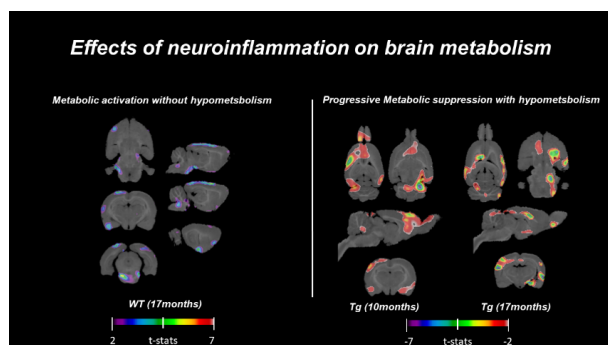 Effects of neuroinflammation on brain metabolism
Metabolic activation without hypometsbolism
Progressive Metabolic suppression with hypometsbolism
WT (17months)
Tg (10months)
Tg (17months)
2 t-stats 7
-7 t-stats -2